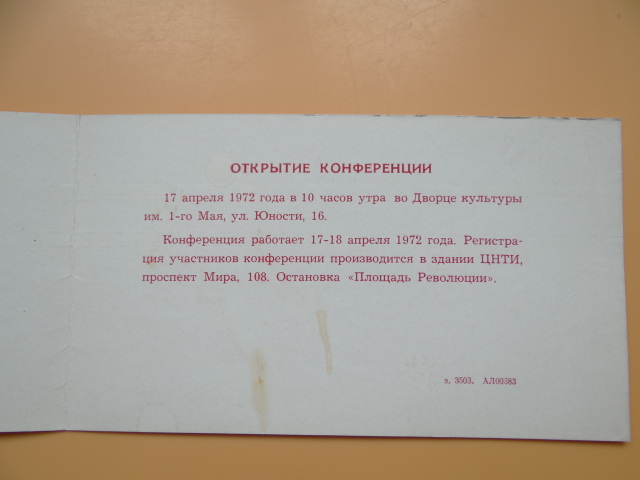 ОТКРЫТИЕ КОНФЕРЕНЦИИ
17 апреля 1972 года в 10 часов утра во Дворце культуры
им. 1-го Мая, ул. Юности, 16.
Конференция работает 17-18 апреля 1972 года. Регистра-
ция участников конференции производится в здании ЦНТИ,
проспект Мира, 108. Остановка «Площадь Революции».
з. 3503. АЛ00583